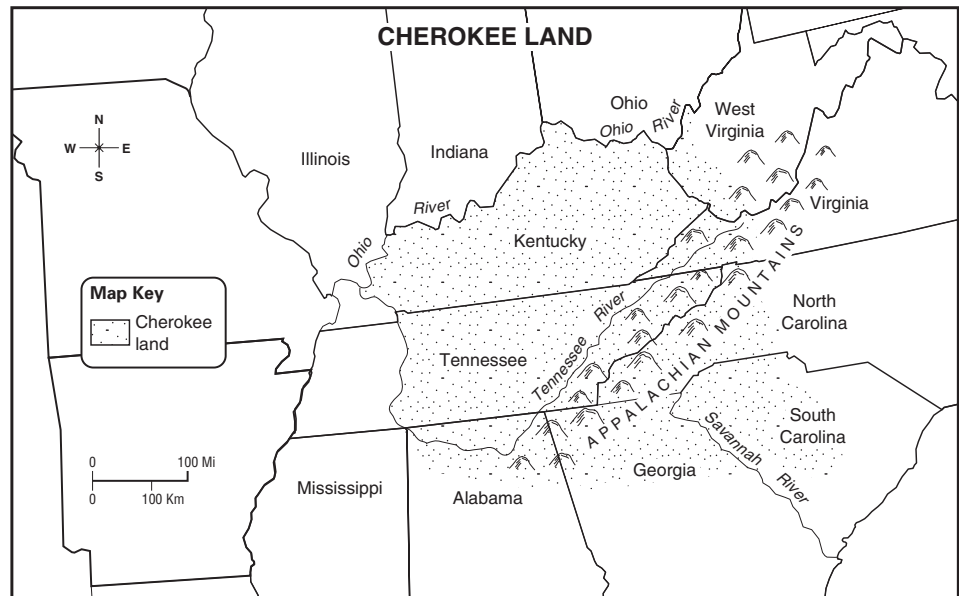 CHEROKEE LAND
N
W
E
S
Illinois
Indiana
Ohio
Ohio
River
West
Virginia
Virginia
River
Ohio
Kentucky
Map Key
Cherokee
land
Tennessee
Tennessee
River
APPALACHIAN MOUNTAINS
North
Carolina
South
Carolina
Savannah
River
Georgia
Alabama
Mississippi
0
100 Mi
0
100 Km